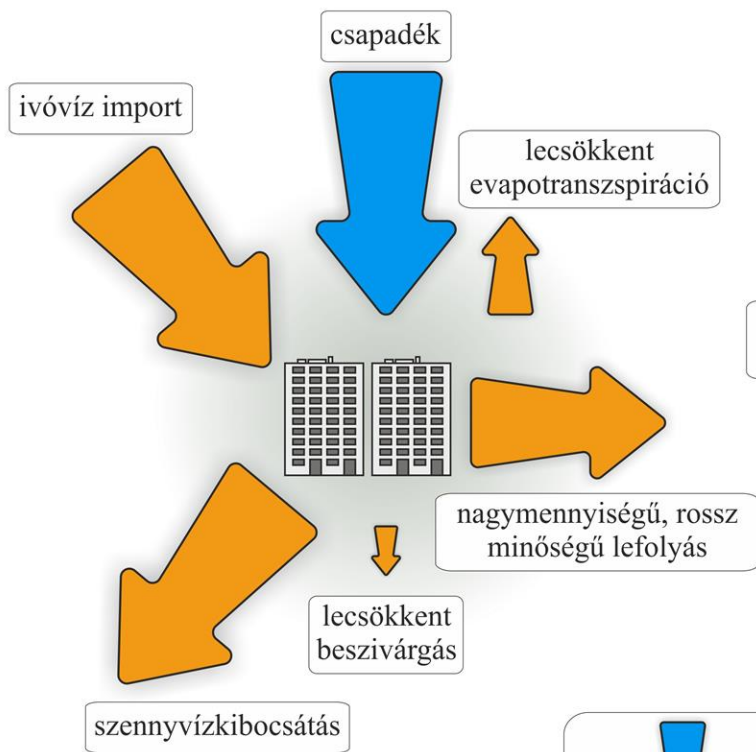 csapadék
ivóvíz import
lecsökkent
evapotranszspiráció
nagymennyiségű, rossz
minőségű lefolyás
lecsökkent
beszivárgás
szennyvízkibocsátás